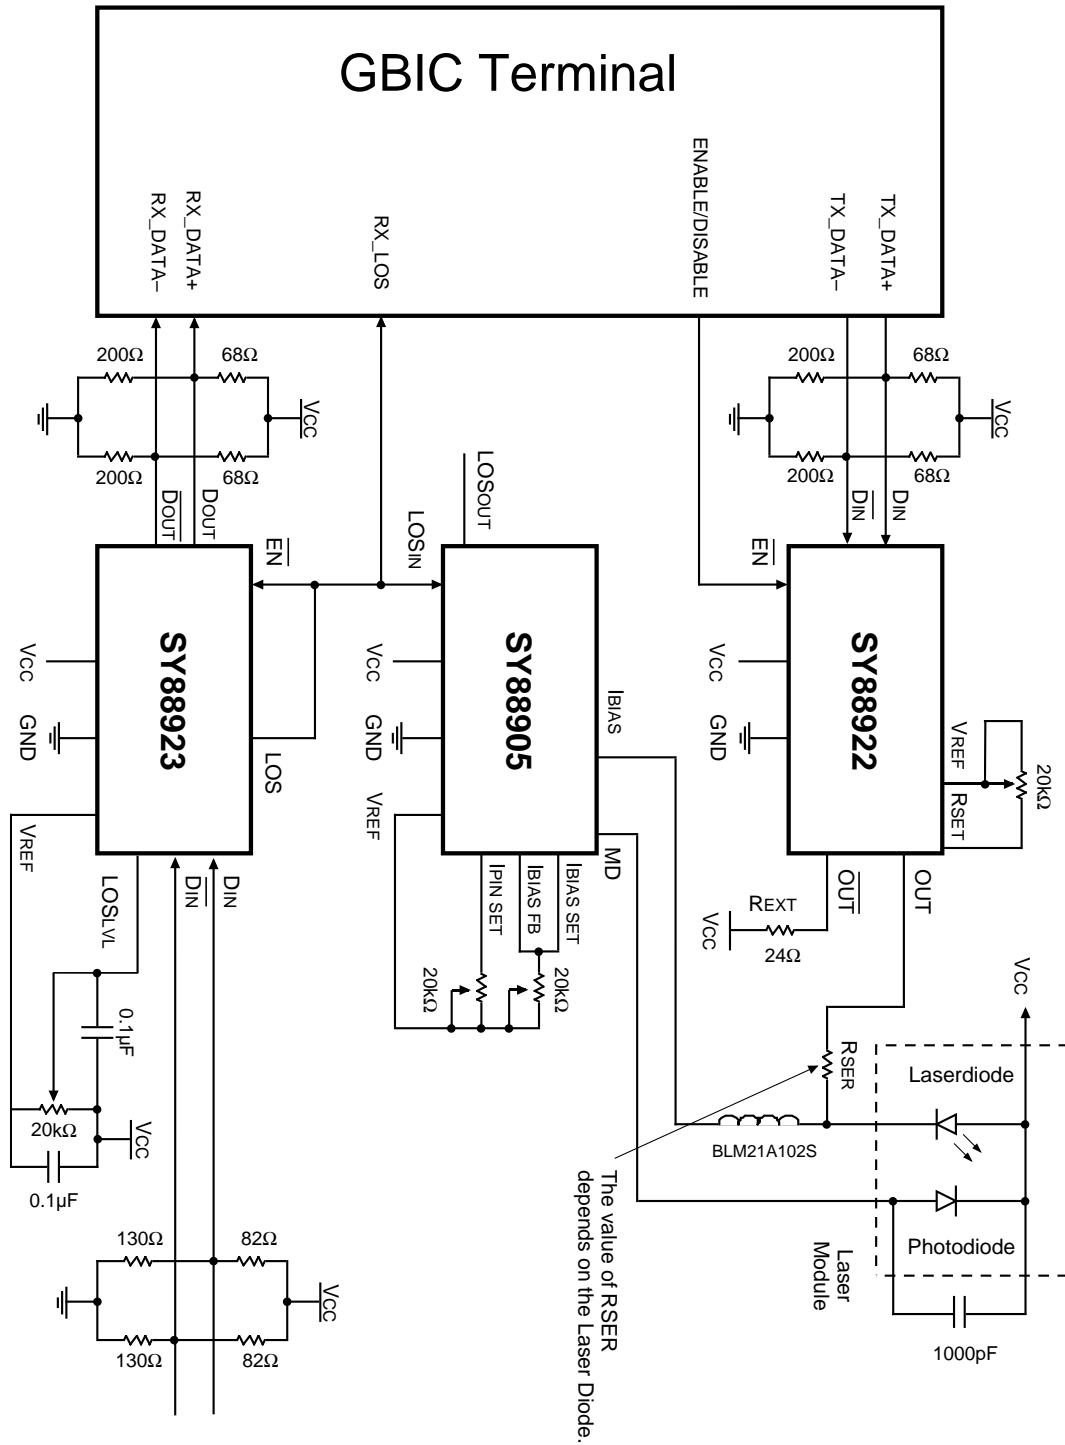 GBIC Terminal
RX_DATA–
RX_DATA+
RX_LOS
ENABLE/DISABLE
TX_DATA–
TX_DATA+
200Ω
68Ω
VCC
200Ω
68Ω
200Ω
68Ω
VCC
200Ω
68Ω
DOUT
DOUT
EN
LOSIN
LOSOUT
EN
DIN
DIN
SY88923
VCC
GND
LOS
VREF
LOSLVL
DIN
DIN
SY88905
VCC
GND
VREF
IBIAS
MD
IPIN SET
IBIAS FB
IBIAS SET
20kΩ
20kΩ
SY88922
VCC
GND
VREF
RSET
20kΩ
OUT
OUT
REXT
24Ω
VCC
VCC
RSER
Laserdiode
Photodiode
Laser
Module
1000pF
BLM21A102S
The value of RSER
depends on the Laser Diode.
0.1µF
20kΩ
VCC
0.1µF
130Ω
82Ω
VCC
130Ω
82Ω